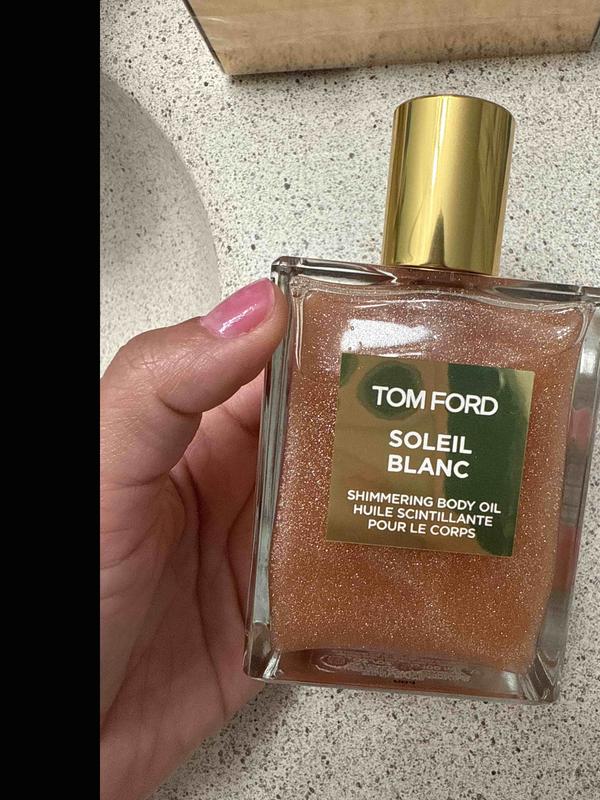 TOM FORD
SOLEIL
BLANC
SHIMMERING BODY OIL
HUILE SCINTILLANTE
POUR LE CORPS